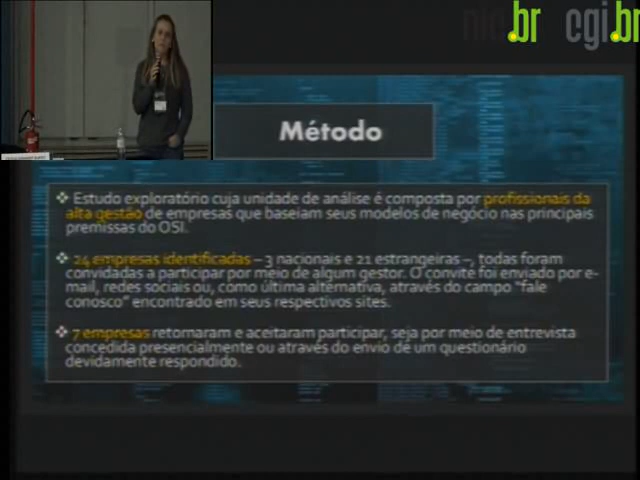 nic.br cgi.br
Método
❖ Estudo exploratório cuja unidade de análise é composta por profissionais da
alta gestão de empresas que baseiam seus modelos de negócio nas principais
premissas do OSI.
❖ 24 empresas identificadas – 3 nacionais e 21 estrangeiras –, todas foram
convidadas a participar por meio de algum gestor. O convite foi enviado por e-
mail, redes sociais ou, como última alternativa, através do campo "fale
conosco" encontrado em seus respectivos sites.
❖ 7 empresas retornaram e aceitaram participar, seja por meio de entrevista
concedida presencialmente ou através do envio de um questionário
devidamente respondido.